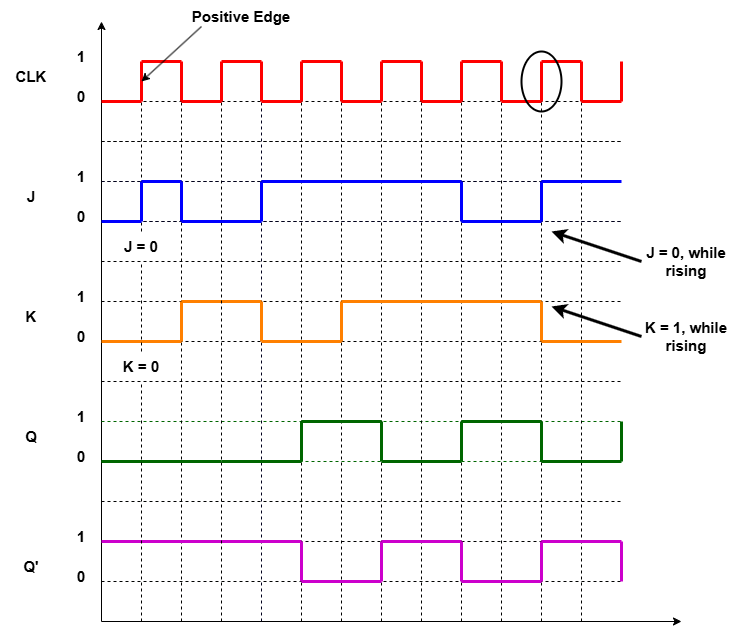 Positive Edge
1
CLK
0
1
J
0
J = 0
J = 0, while
rising
1
K
0
K = 1, while
rising
K = 0
1
Q
0
1
Q'
0